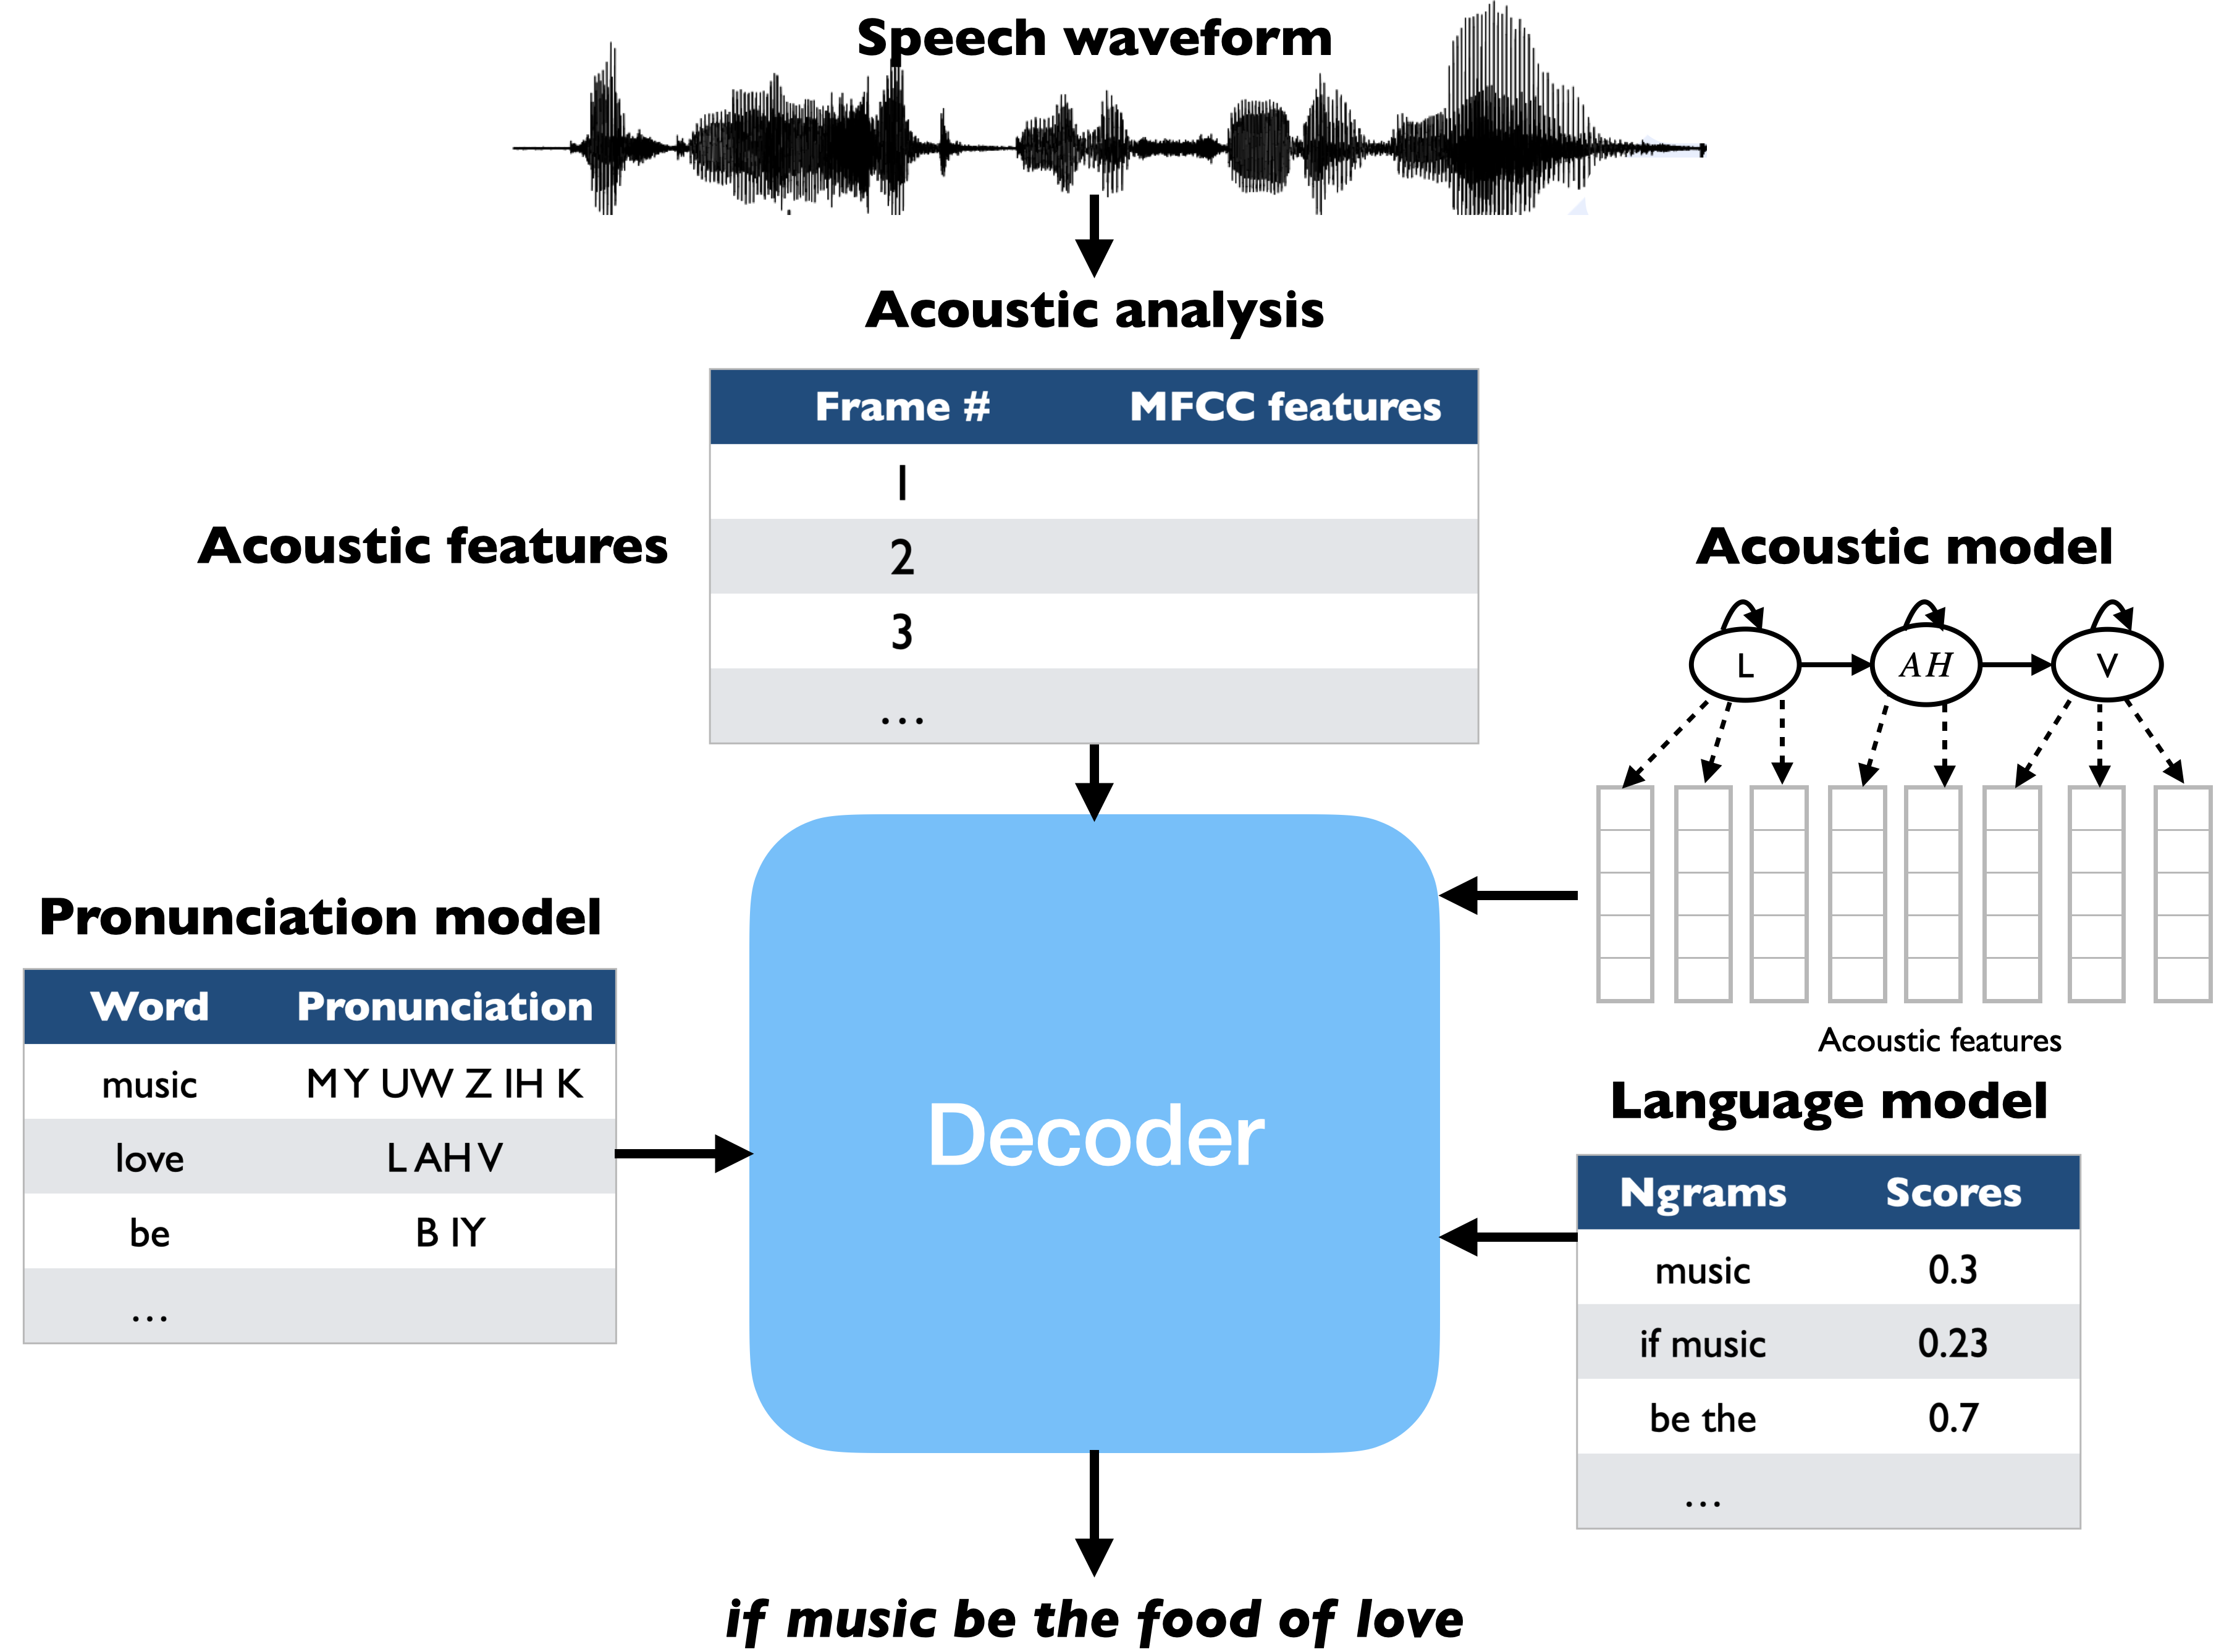 Speech waveform
Acoustic analysis
Frame # MFCC features
1
2
3
...
Acoustic features
Acoustic model
L AH V
Acoustic features
Pronunciation model
Word Pronunciation
music M Y UW Z IH K
love L AH V
be B IY
...
Decoder
Language model
Ngrams Scores
music 0.3
if music 0.23
be the 0.7
...
if music be the food of love